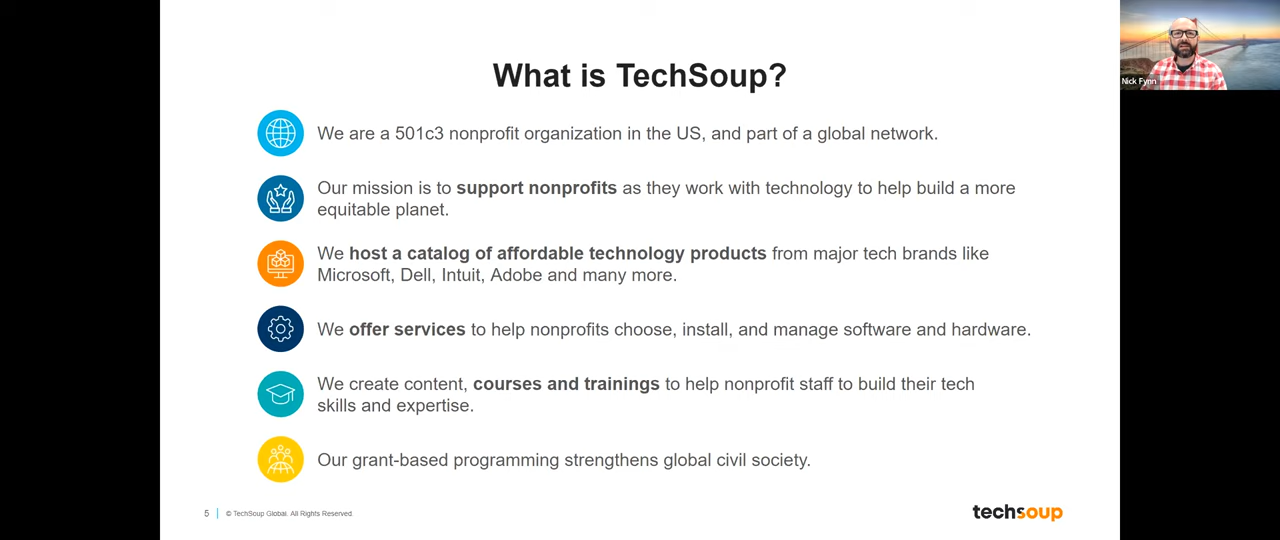 What is TechSoup?
We are a 501c3 nonprofit organization in the US, and part of a global network.
Our mission is to support nonprofits as they work with technology to help build a more
equitable planet.
We host a catalog of affordable technology products from major tech brands like
Microsoft, Dell, Intuit, Adobe and many more.
We offer services to help nonprofits choose, install, and manage software and hardware.
We create content, courses and trainings to help nonprofit staff to build their tech
skills and expertise.
Our grant-based programming strengthens global civil society.
5 | © TechSoup Global. All Rights Reserved.
techsoup
Nick Fynn